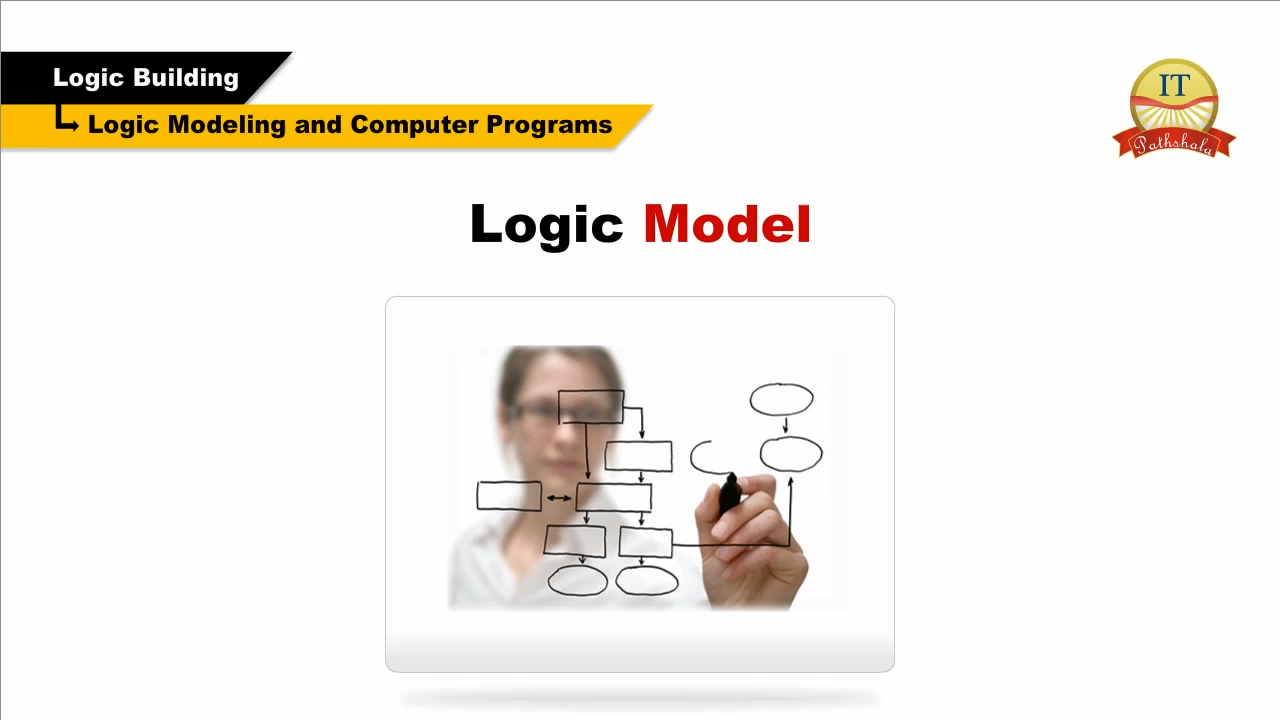 Logic Building
Logic Modeling and Computer Programs
IT
Pathshala
Logic Model